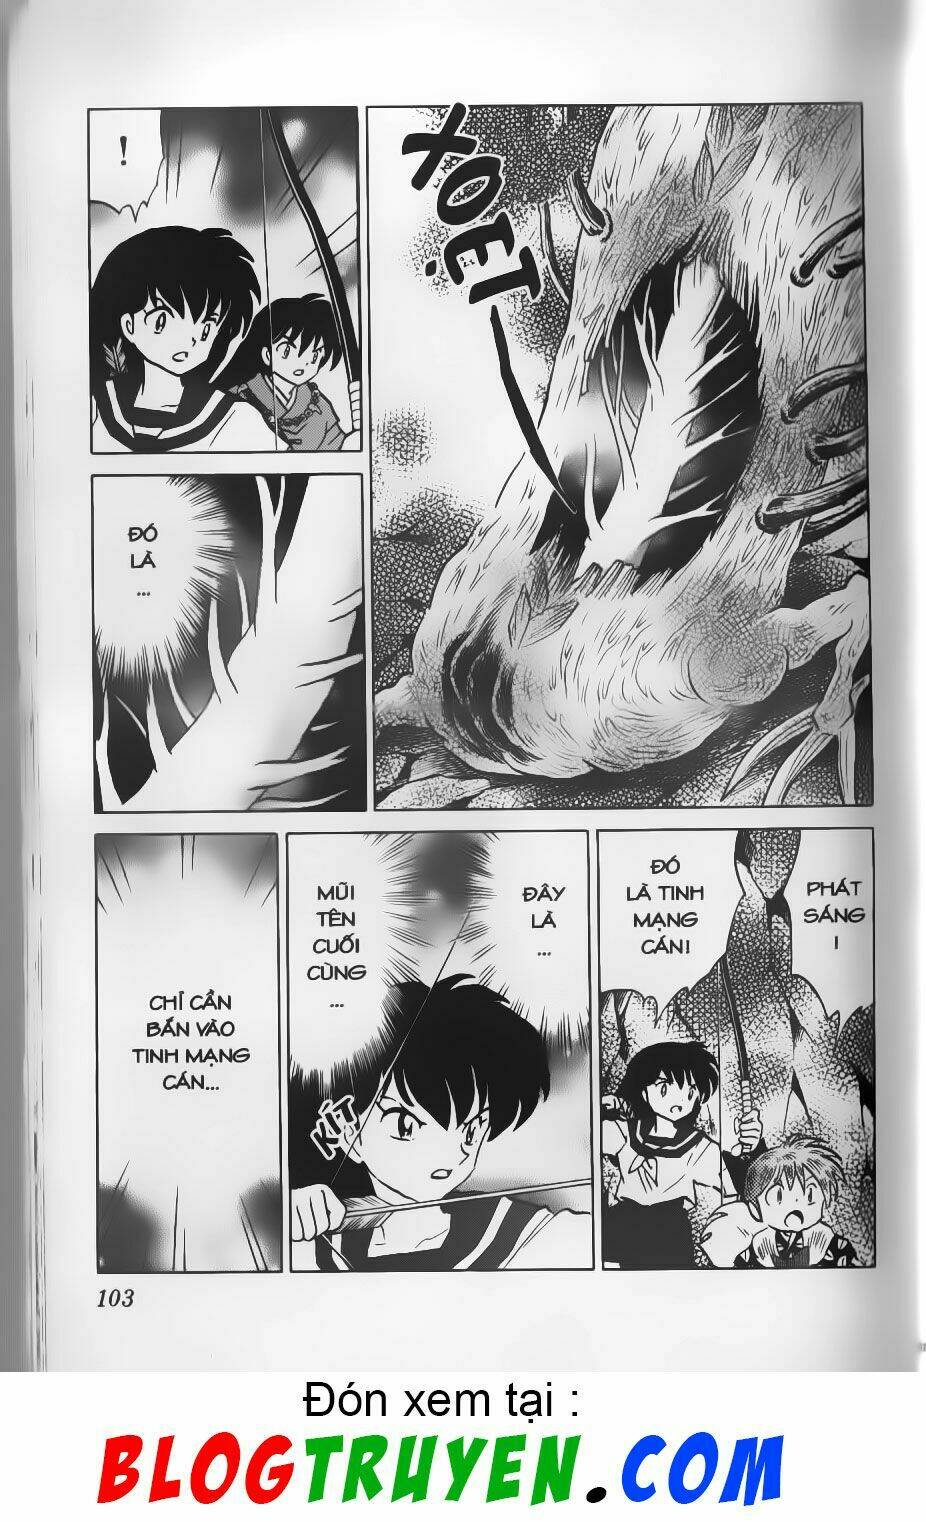 XOẸT
!
ĐÓ
LÀ
...
PHÁT
SÁNG
!
ĐÓ
LÀ TINH
MẠNG
CÁN!
ĐÂY
LÀ
...
MŨI
TÊN
CUỐI
CÙNG
...
KÍT
CHỈ CẦN
BẮN VÀO
TINH MẠNG
CÁN...
103
Đón xem tại :
BLOGTRUYEN.COM